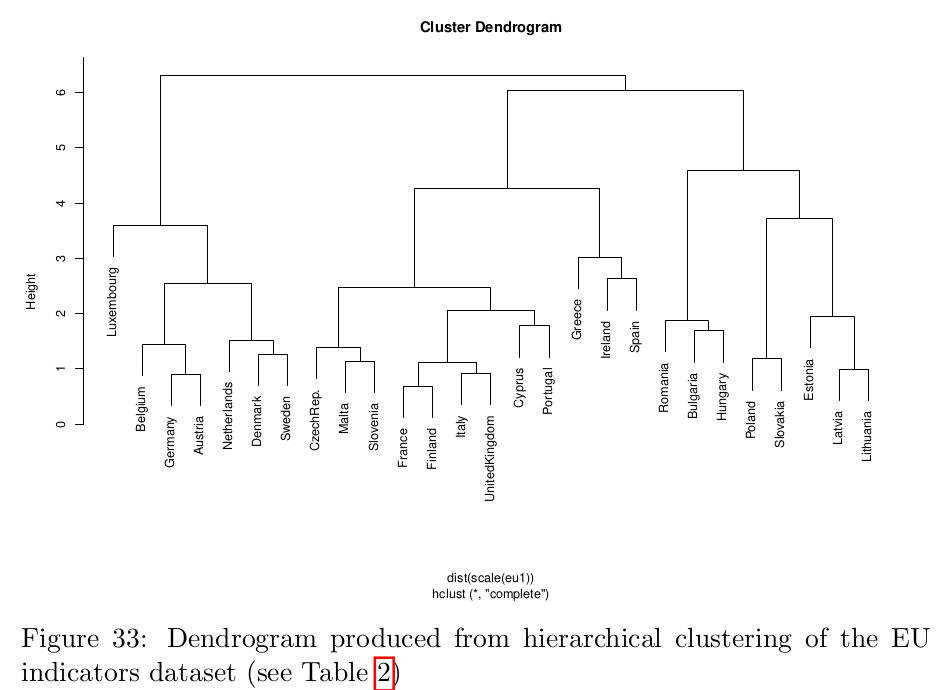 Cluster Dendrogram
Height
6
5
4
3
2
1
0
Luxembourg
Belgium
Germany
Austria
Netherlands
Denmark
Sweden
CzechRep.
Malta
Slovenia
France
Finland
Italy
UnitedKingdom
Cyprus
Portugal
Greece
Ireland
Spain
Romania
Bulgaria
Hungary
Poland
Slovakia
Estonia
Latvia
Lithuania
dist(scale(eu1))
hclust (*, "complete")
Figure 33: Dendrogram produced from hierarchical clustering of the EU
indicators dataset (see Table 2)